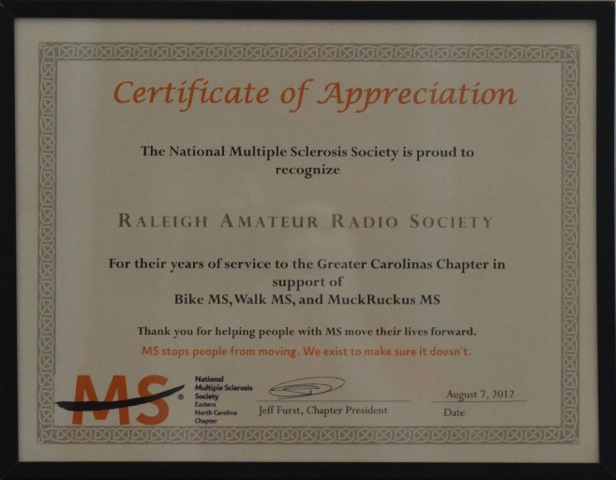 Certificate of Appreciation
The National Multiple Sclerosis Society is proud to
recognize
RALEIGH AMATEUR RADIO SOCIETY
For their years of service to the Greater Carolinas Chapter in
support of
Bike MS, Walk MS, and MuckRuckus MS
Thank you for helping people with MS move their lives forward.
MS stops people from moving. We exist to make sure it doesn't.
MS®
National
Multiple Sclerosis
Society
Eastern
North Carolina
Chapter
Jeff Furst, Chapter President
August 7, 2012
Date